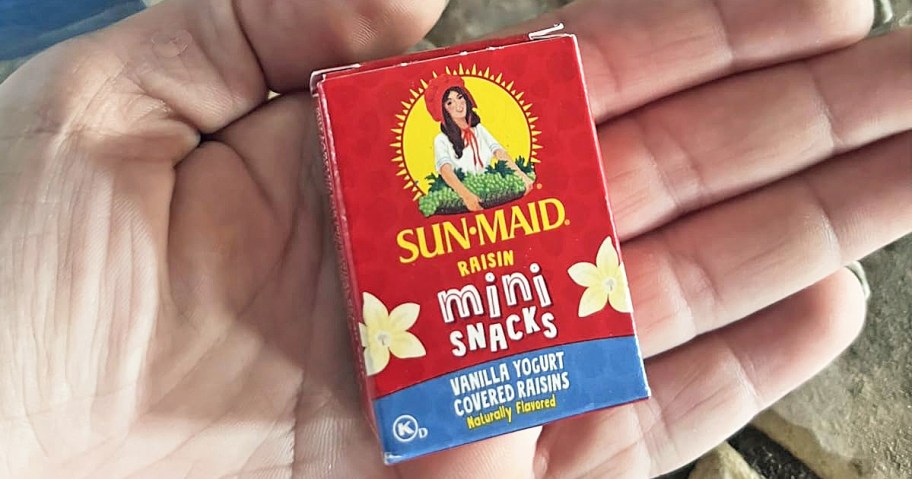 SUN•MAID®
RAISIN
mini
SNACKS
VANILLA YOGURT
COVERED RAISINS
Naturally Flavored
K D